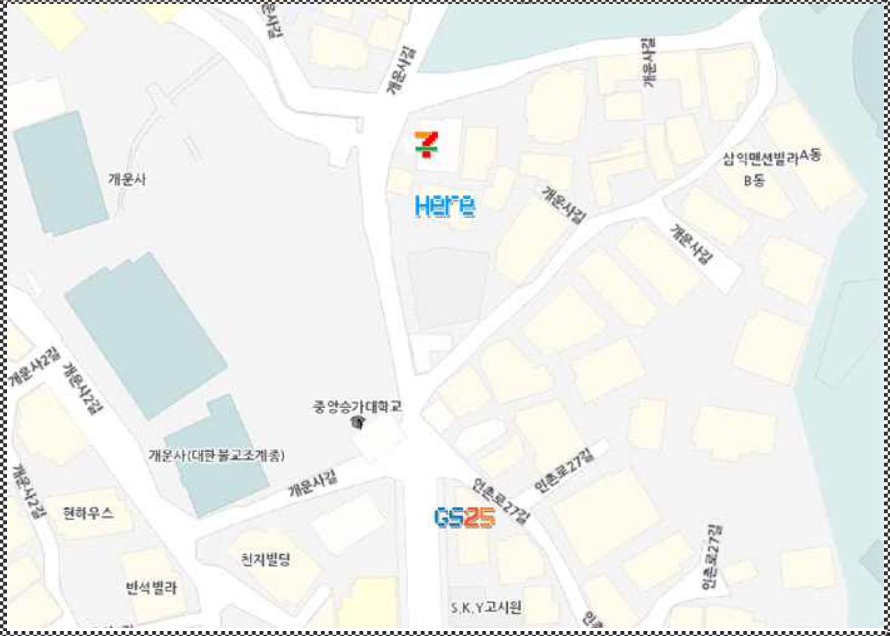 개운사길
개운사길
개운사길
7
삼익맨션빌라A동
B동
개운사
Here
개운사길
개운사길
개운사2길
개운사2길
중앙승가대학교
개운사(대한불교조계종)
개운사길
인촌로27길
인촌로27길
개운사2길
현하우스
GS25
천지빌딩
인촌로27길
반석빌라
S.K.Y고시원